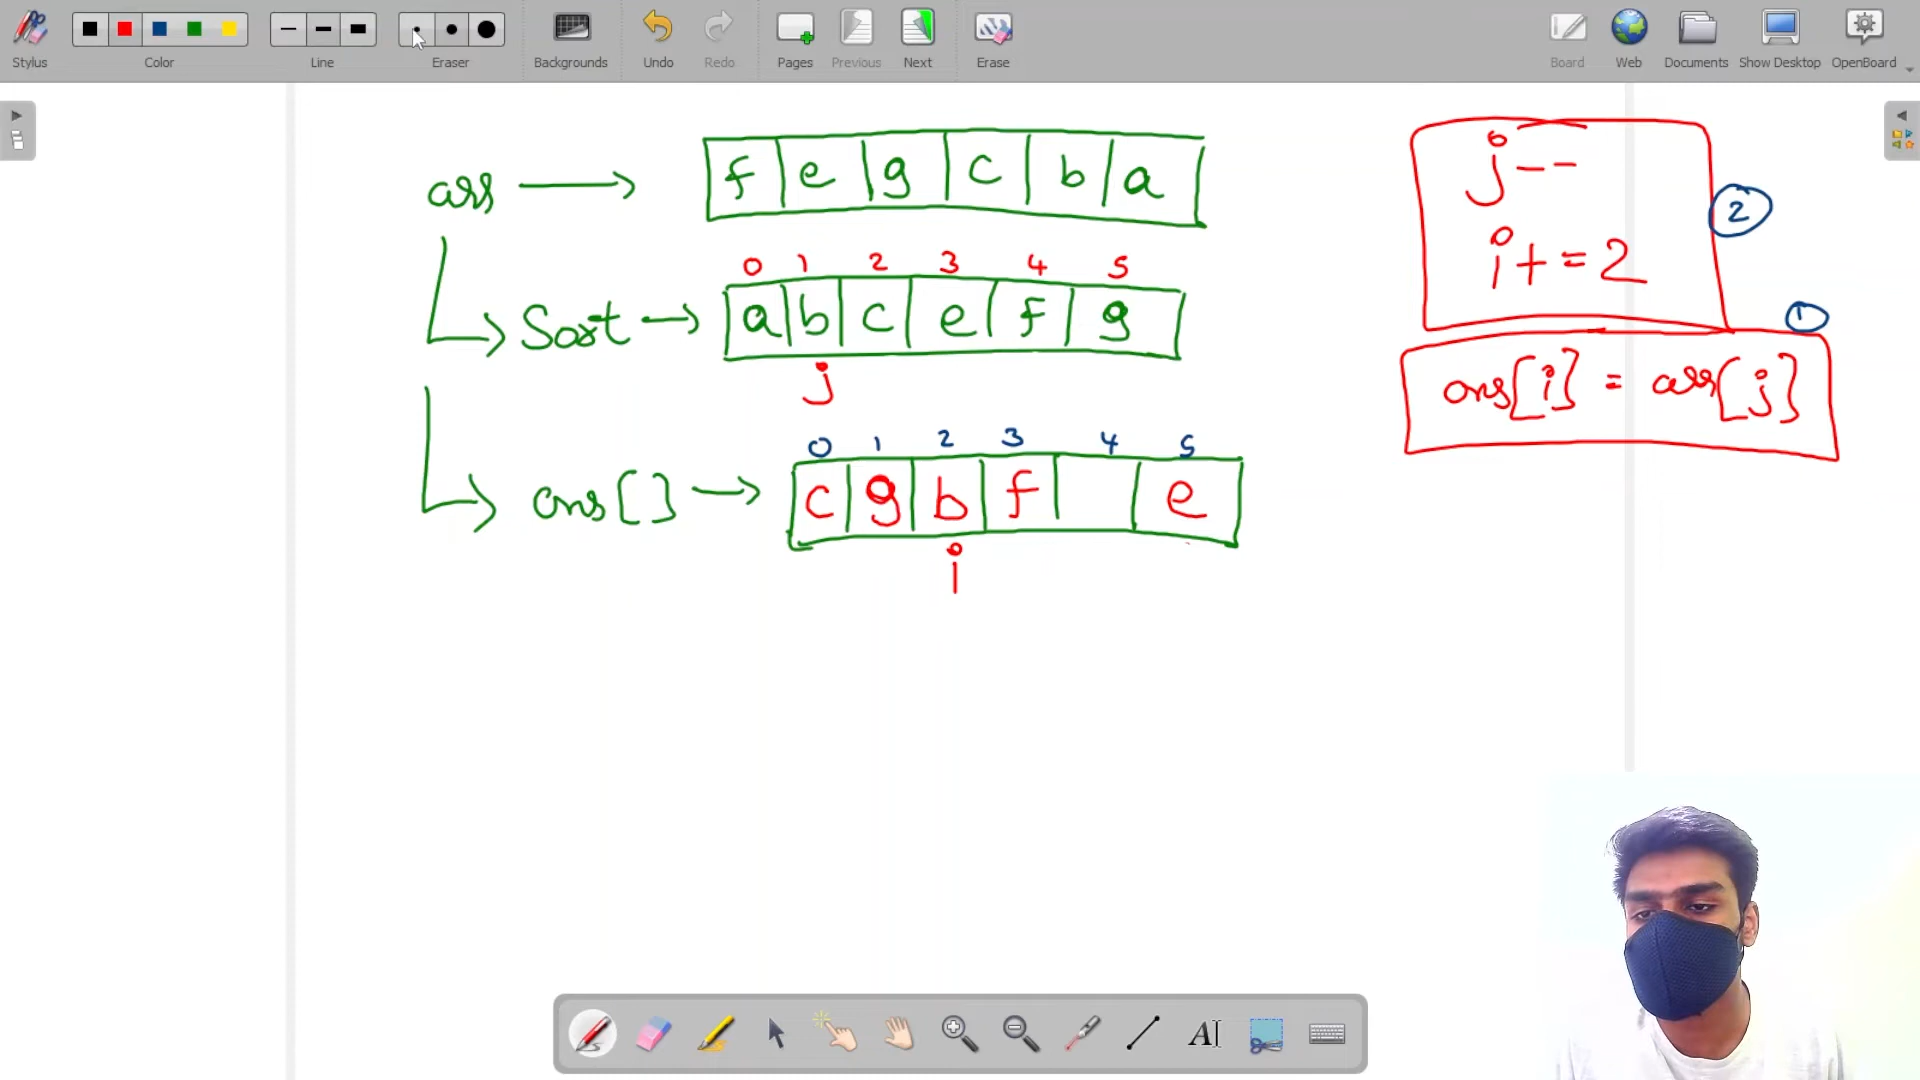 Stylus
Color
Line
Eraser
Backgrounds
Undo
Redo
Pages
Previous
Next
Erase
Board
Web
Documents
Show Desktop
OpenBoard
arr → f e g c b a
0 1 2 3 4 5
Sort → a b c e f g
j
0 1 2 3 4 5
ans[] → c g b f e
i
j--
i+=2
2
1
ans[i] = arr[j]
A